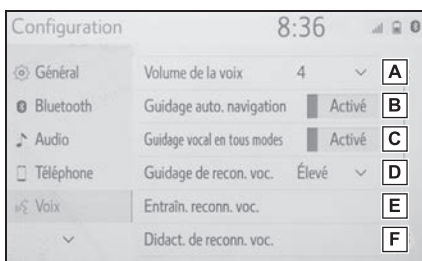 Configuration 8:36
Général Volume de la voix 4 A
Bluetooth Guidage auto. navigation Activé B
Audio Guidage vocal en tous modes Activé C
Téléphone Guidage de recon. voc. Élevé D
Voix Entraîn. reconn. voc. E
Didact. de reconn. voc. F